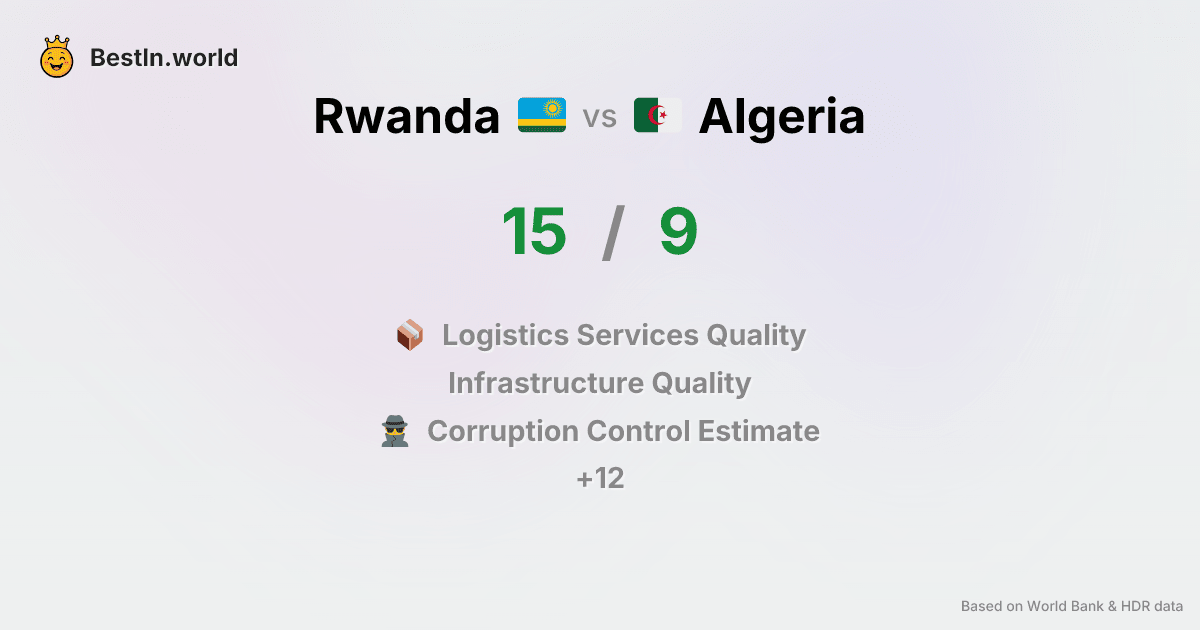 BestIn.world
Rwanda vs Algeria
15 / 9
Logistics Services Quality
Infrastructure Quality
Corruption Control Estimate
+12
Based on World Bank & HDR data